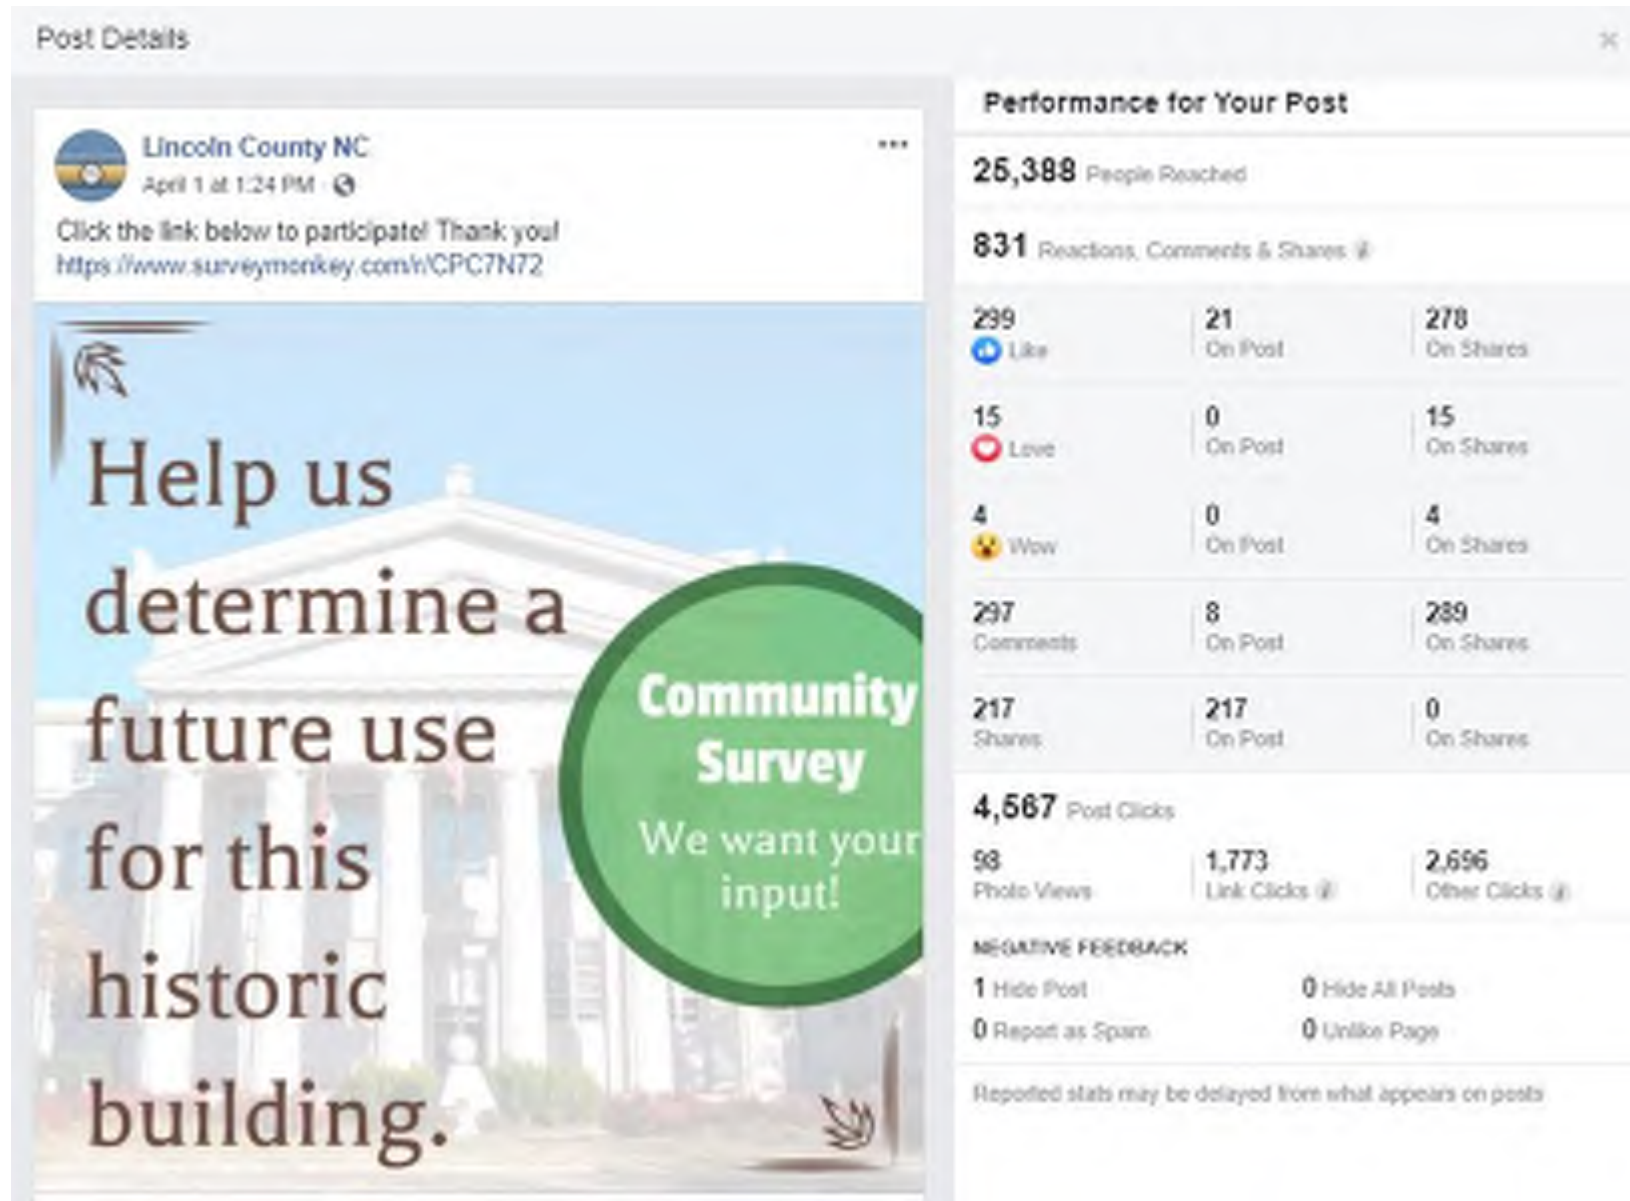 Post Details
Lincoln County NC
April 1 at 1:24 PM ·
Click the link below to participate! Thank you!
https://www.surveymonkey.com/r/CPC7N72
Help us
determine a
future use
for this
historic
building.
Community
Survey
We want your
input!
Performance for Your Post
25,388 People Reached
831 Reactions, Comments & Shares
299 21 278
Like On Post On Shares
15 0 15
Love On Post On Shares
4 0 4
Wow On Post On Shares
297 8 289
Comments On Post On Shares
217 217 0
Shares On Post On Shares
4,567 Post Clicks
98 1,773 2,696
Photo Views Link Clicks Other Clicks
NEGATIVE FEEDBACK
1 Hide Post 0 Hide All Posts
0 Report as Spam 0 Unlike Page
Reported stats may be delayed from what appears on posts